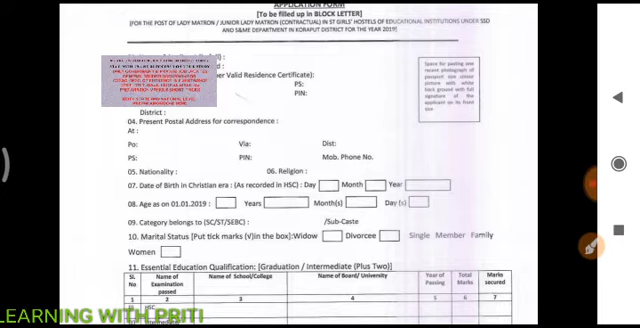 APPLICATION FORM
[To be filled up in BLOCK LETTER]
[FOR THE POST OF LADY MATRON / JUNIOR LADY MATRON (CONTRACTUAL) IN ST GIRLS' HOSTELS OF EDUCATIONAL INSTITUTIONS UNDER SSD
AND S&ME DEPARTMENT IN KORAPUT DISTRICT FOR THE YEAR 2019]
Space for pasting one
recent photograph of
passport size colour
picture with white
back ground with full
signature of the
applicant on its front
size
er Valid Residence Certificate):
PS:
PIN:
District :
04. Present Postal Address for correspondence :
At :
Po: Via: Dist:
PS: PIN: Mob. Phone No.
05. Nationality : 06. Religion :
07. Date of Birth in Christian era : (As recorded in HSC) : Day Month Year
08. Age as on 01.01.2019 : Years Month(s) Day (s)
09. Category belongs to (SC/ST/SEBC) : /Sub-Caste
10. Marital Status [Put tick marks (√)in the box]:Widow Divorcee Single Member Family
Women
11. Essential Education Qualification: [Graduation / Intermediate (Plus Two)]
Sl. No Name of Examination passed Name of School/College Name of Board/ University Year of Passing Total Marks Marks secured
1 2 3 4 5 6 7
HSC
Intermediate
LEARNING WITH PRITI